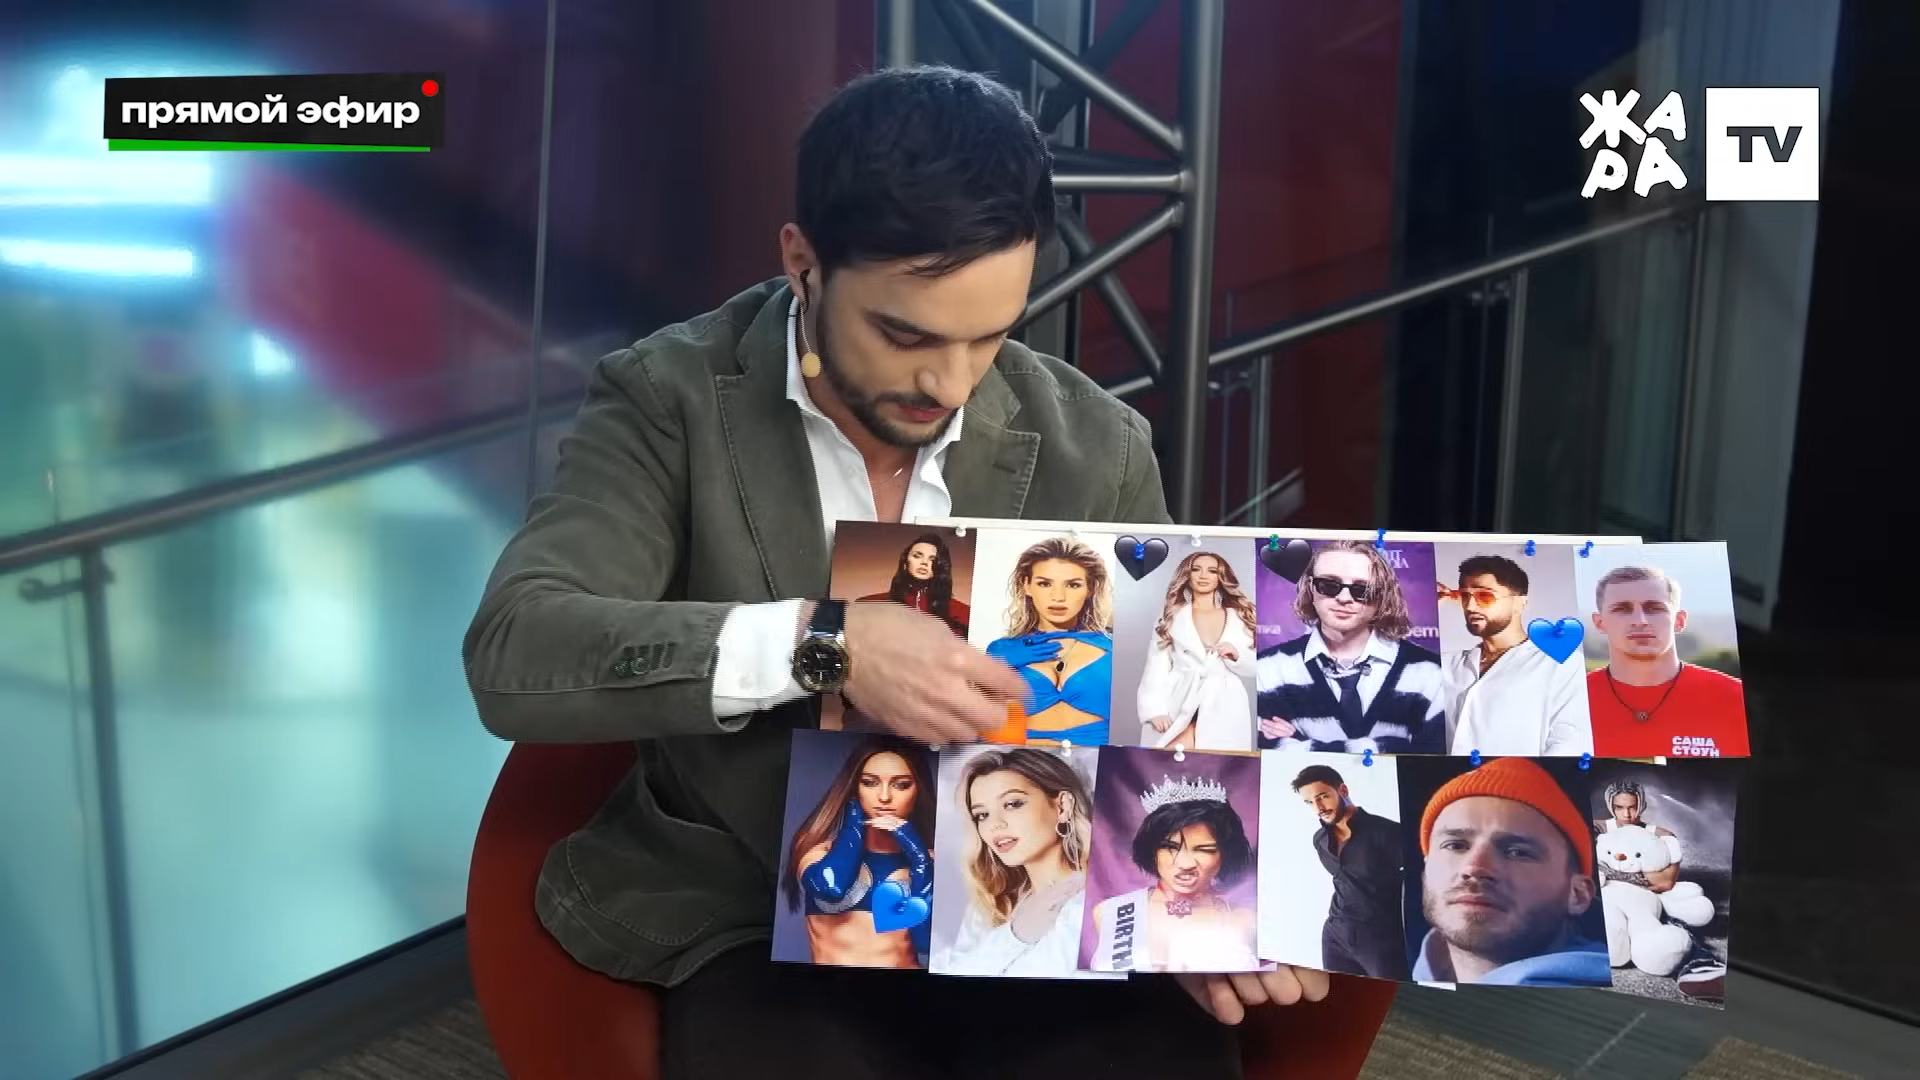 прямой эфир
ЖА
РА
TV
САША
СТОУН
BIRTH